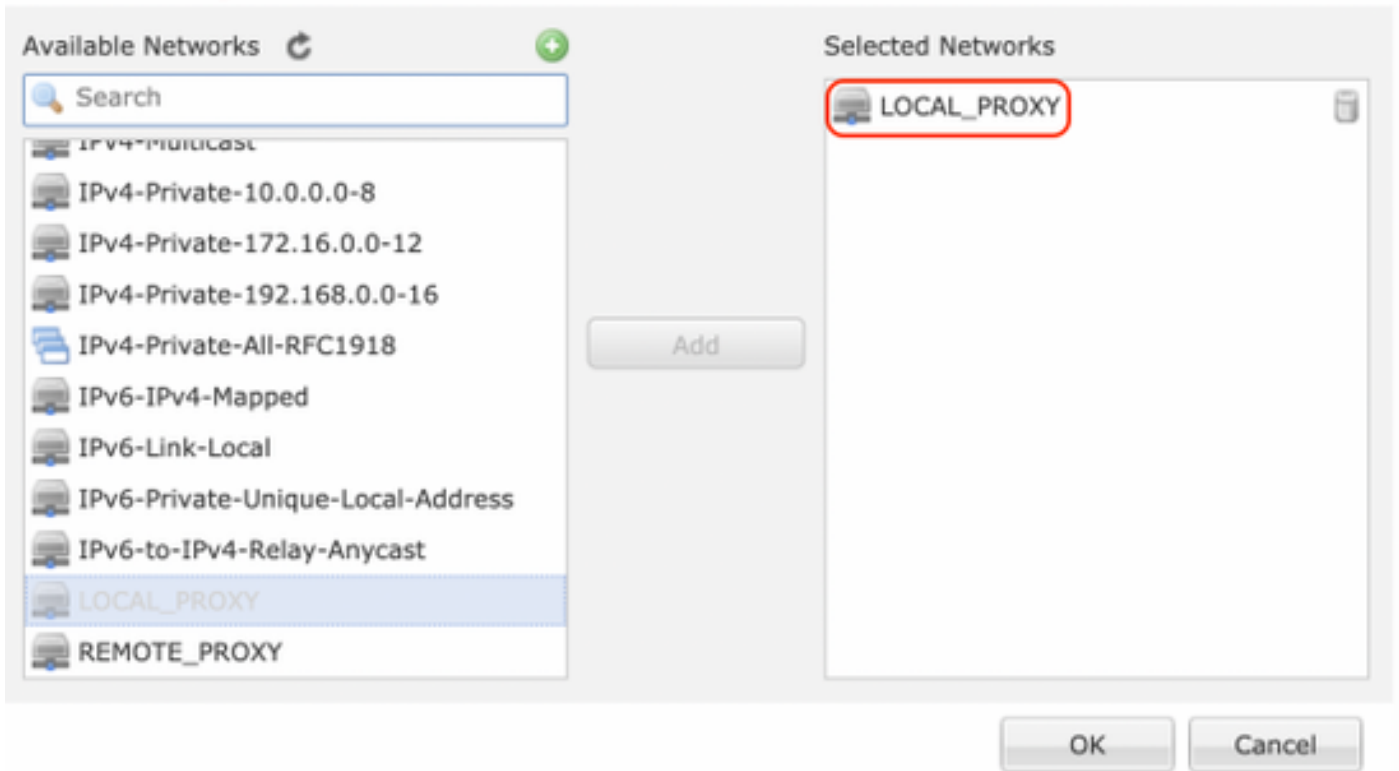 Available Networks
Selected Networks
Search
LOCAL_PROXY
IPv4-Multicast
IPv4-Private-10.0.0.0-8
IPv4-Private-172.16.0.0-12
IPv4-Private-192.168.0.0-16
IPv4-Private-All-RFC1918
IPv6-IPv4-Mapped
IPv6-Link-Local
IPv6-Private-Unique-Local-Address
IPv6-to-IPv4-Relay-Anycast
LOCAL_PROXY
REMOTE_PROXY
Add
OK
Cancel